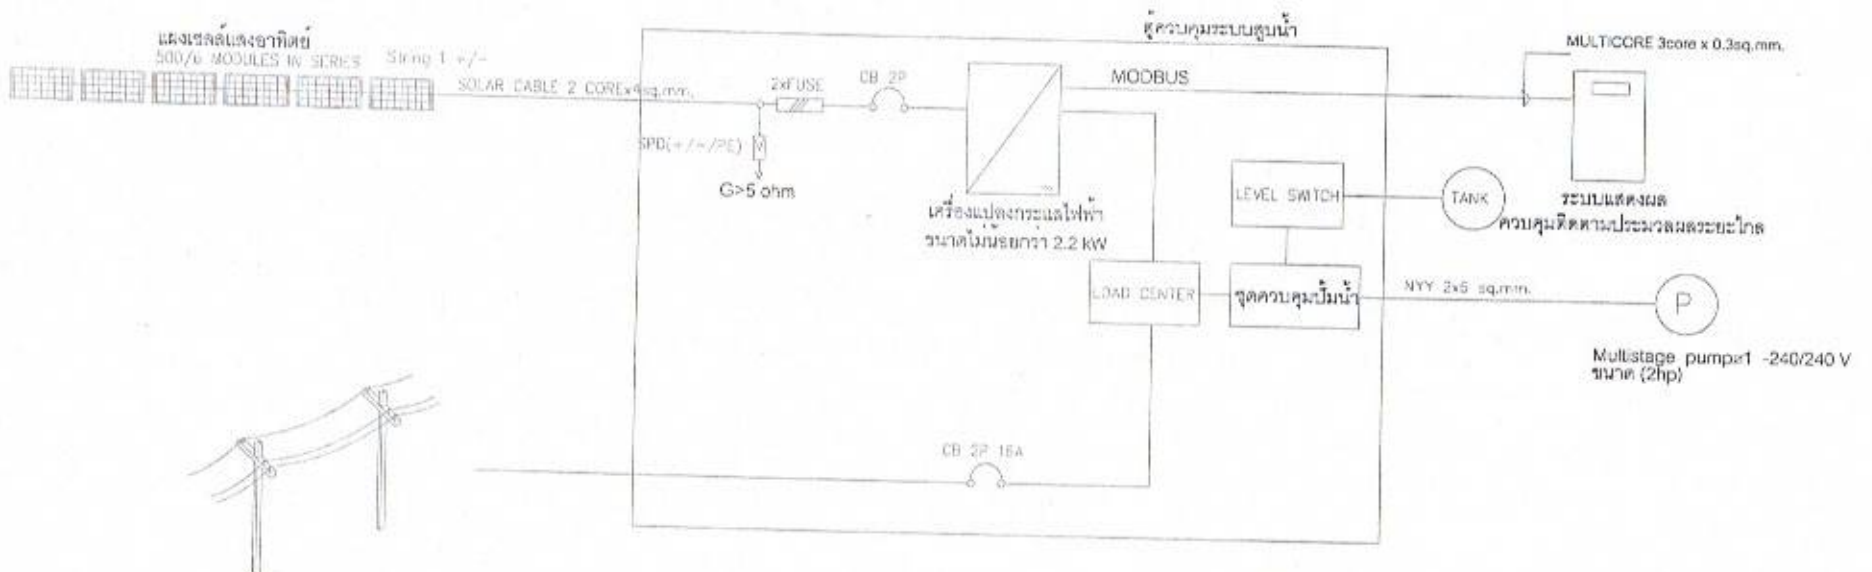 ตู้ควบคุมระบบสูบน้ำ
แผงเซลล์แสงอาทิตย์
500/6 MODULES IN SERIES
String 1 +/-
SOLAR CABLE 2 COREx4sq.mm.
2xFUSE
CB 2P
MODBUS
MULTICORE 3core x 0.3sq.mm.
SPD(+/-/PE)
G>5 ohm
เครื่องแปลงกระแสไฟฟ้า
ขนาดไม่น้อยกว่า 2.2 kW
LEVEL SWITCH
TANK
ระบบแสดงผล
ควบคุมติดตามประมวลผลระยะไกล
LOAD CENTER
ชุดควบคุมปั๊มน้ำ
NYY 2x6 sq.mm.
P
Multistage pump⌀1 -240/240 V
ขนาด (2hp)
CB 2P 16A